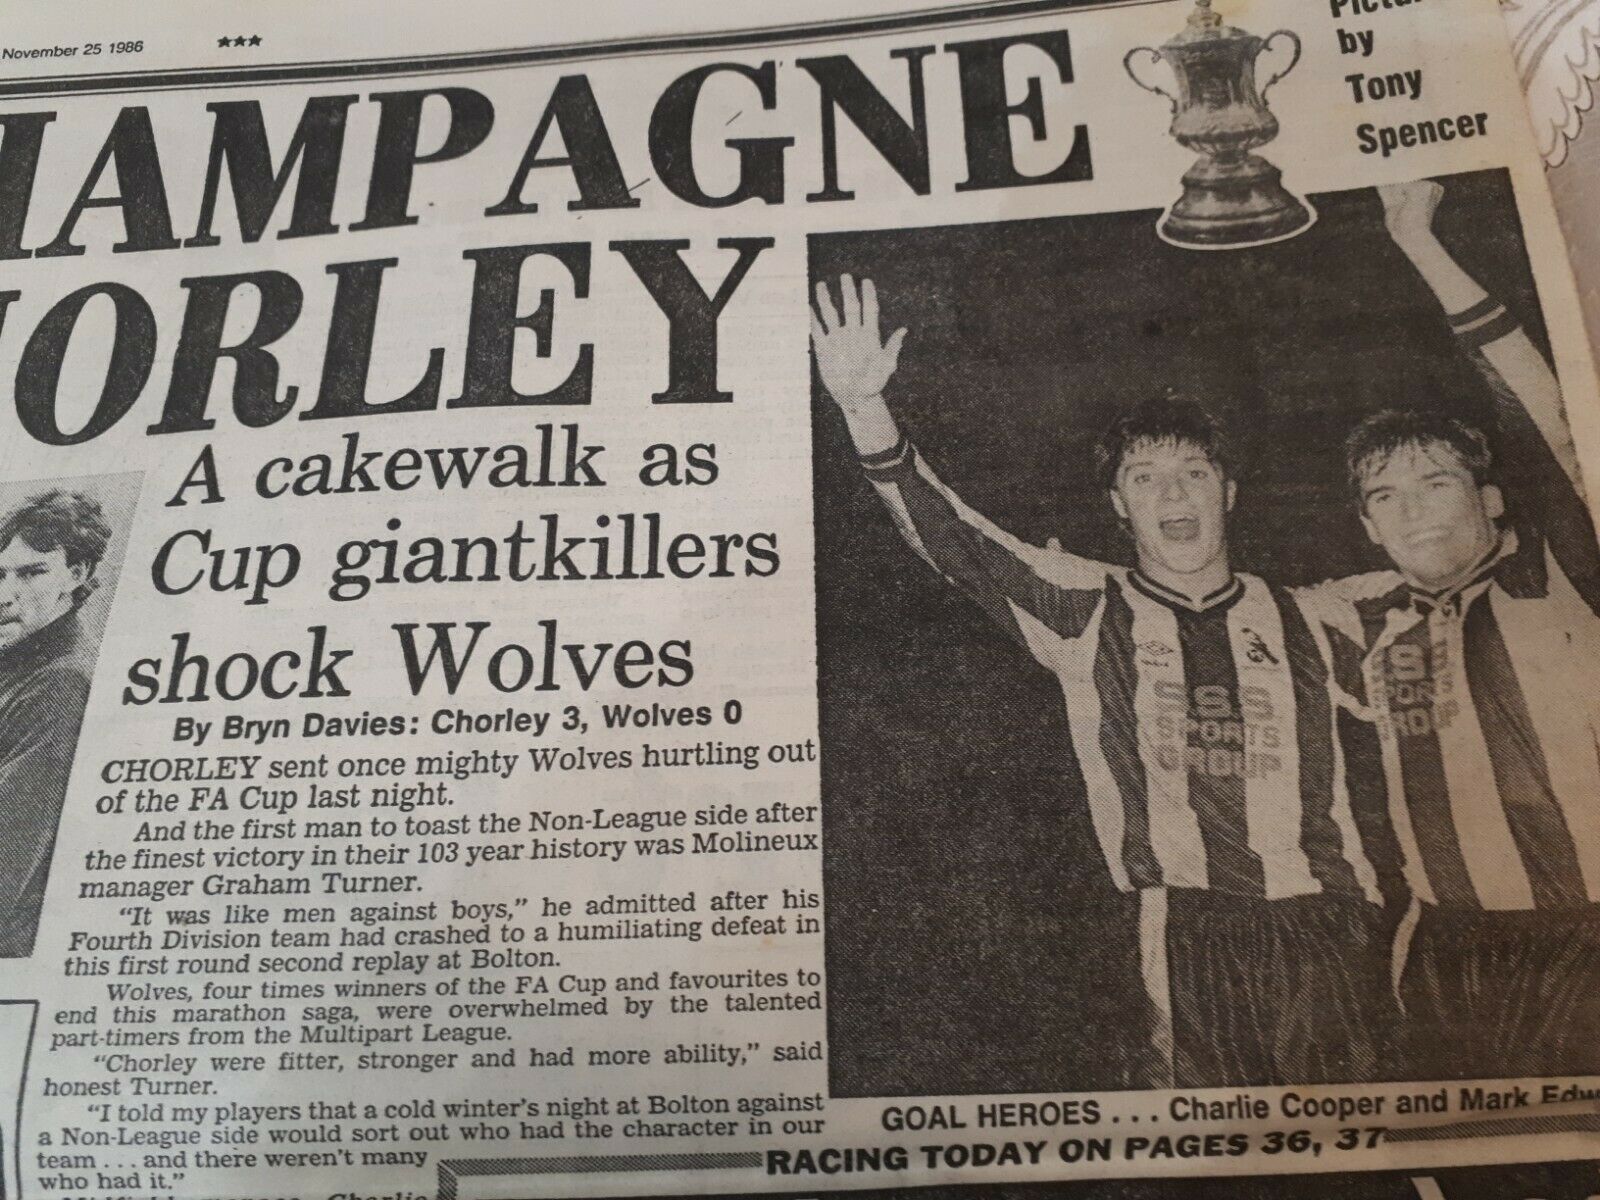 November 25 1986 ★★★
HAMPAGNE
HORLEY
Picture
by
Tony
Spencer
A cakewalk as
Cup giantkillers
shock Wolves
By Bryn Davies: Chorley 3, Wolves 0
CHORLEY sent once mighty Wolves hurtling out
of the FA Cup last night.
And the first man to toast the Non-League side after
the finest victory in their 103 year history was Molineux
manager Graham Turner.
"It was like men against boys," he admitted after his
Fourth Division team had crashed to a humiliating defeat in
this first round second replay at Bolton.
Wolves, four times winners of the FA Cup and favourites to
end this marathon saga, were overwhelmed by the talented
part-timers from the Multipart League.
"Chorley were fitter, stronger and had more ability," said
honest Turner.
"I told my players that a cold winter's night at Bolton against
a Non-League side would sort out who had the character in our
team . . . and there weren't many
who had it."
Charlie
S.S
SPORTS
GROUP
GROUP
GOAL HEROES . . . Charlie Cooper and Mark Edw
RACING TODAY ON PAGES 36, 37